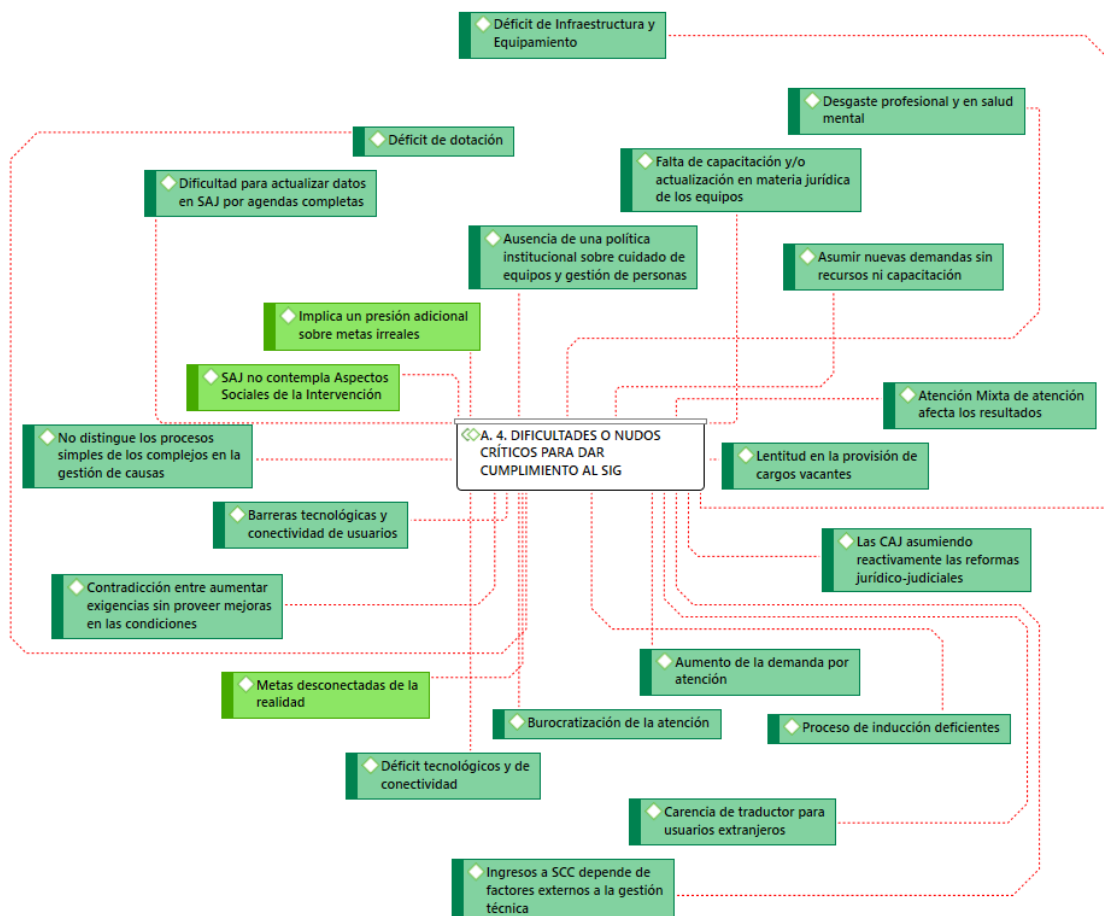 Déficit de Infraestructura y
Equipamiento
Desgaste profesional y en salud
mental
Déficit de dotación
Falta de capacitación y/o
actualización en materia jurídica
de los equipos
Dificultad para actualizar datos
en SAJ por agendas completas
Ausencia de una política
institucional sobre cuidado de
equipos y gestión de personas
Asumir nuevas demandas sin
recursos ni capacitación
Implica un presión adicional
sobre metas irreales
SAJ no contempla Aspectos
Sociales de la Intervención
Atención Mixta de atención
afecta los resultados
No distingue los procesos
simples de los complejos en la
gestión de causas
A. 4. DIFICULTADES O NUDOS
CRÍTICOS PARA DAR
CUMPLIMIENTO AL SIG
Lentitud en la provisión de
cargos vacantes
Barreras tecnológicas y
conectividad de usuarios
Las CAJ asumiendo
reactivamente las reformas
jurídico-judiciales
Contradicción entre aumentar
exigencias sin proveer mejoras
en las condiciones
Aumento de la demanda por
atención
Metas desconectadas de la
realidad
Burocratización de la atención
Proceso de inducción deficientes
Déficit tecnológicos y de
conectividad
Carencia de traductor para
usuarios extranjeros
Ingresos a SCC depende de
factores externos a la gestión
técnica